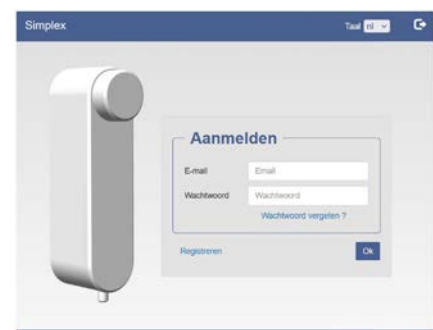 Simplex
Taal nl
Aanmelden
E-mail Email
Wachtwoord Wachtwoord
Wachtwoord vergeten ?
Registreren Ok